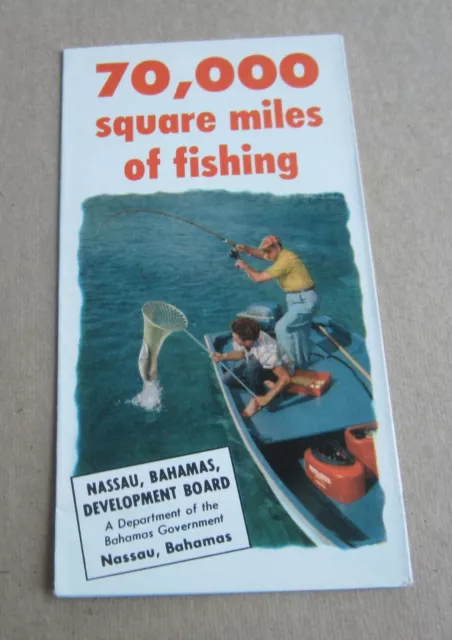 70,000
square miles
of fishing
NASSAU, BAHAMAS,
DEVELOPMENT BOARD
A Department of the
Bahamas Government
Nassau, Bahamas